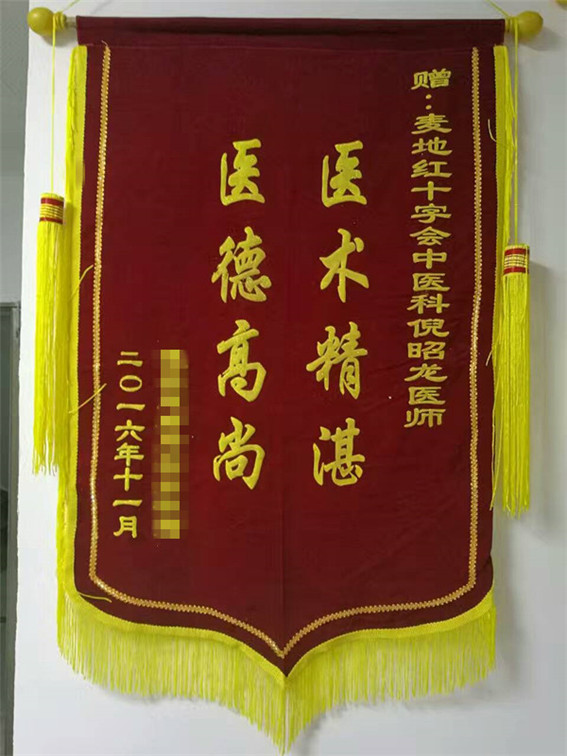 赠：麦地红十字会中医科倪昭龙医师
医术精湛
医德高尚
二〇一六年十一月